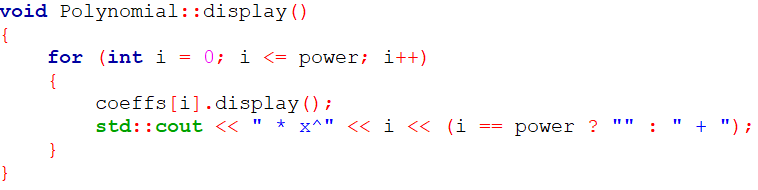 void Polynomial::display()
{
    for (int i = 0; i <= power; i++)
    {
        coeffs[i].display();
        std::cout << " * x^" << i << (i == power ? "" : " + ");
    }
}